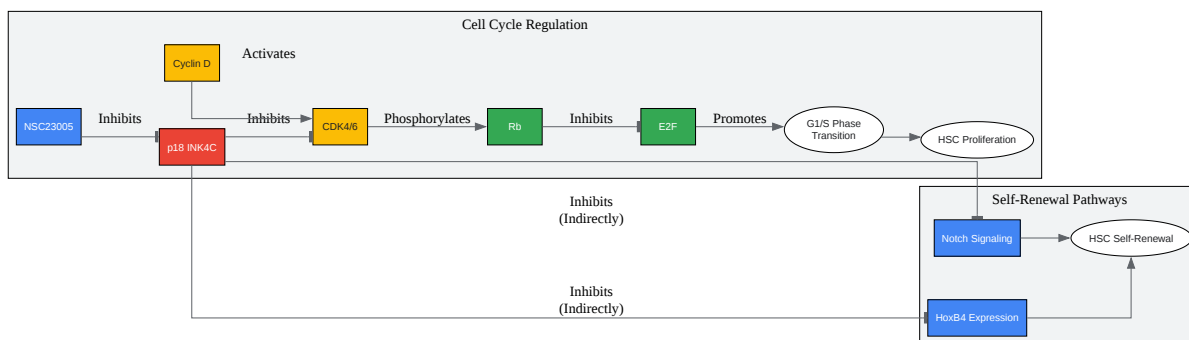 Cell Cycle Regulation
Cyclin D
Activates
NSC23005
Inhibits
p18 INK4C
Inhibits
CDK4/6
Phosphorylates
Rb
Inhibits
E2F
Promotes
G1/S Phase
Transition
HSC Proliferation
Inhibits
(Indirectly)
Self-Renewal Pathways
Notch Signaling
HSC Self-Renewal
Inhibits
(Indirectly)
HoxB4 Expression